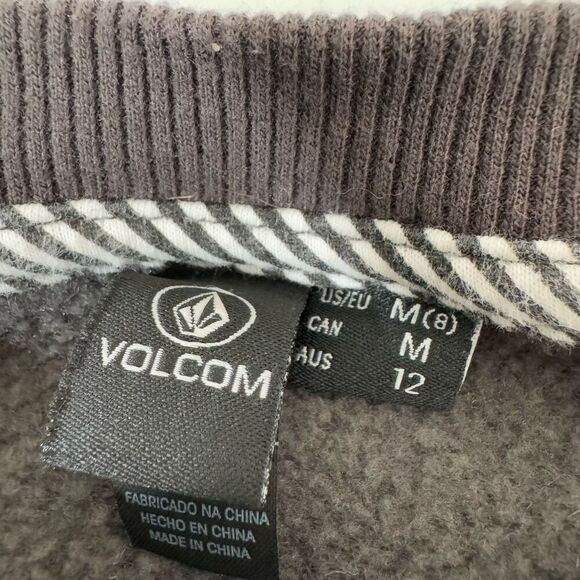 VOLCOM
US/EU M(8)
CAN M
AUS 12
FABRICADO NA CHINA
HECHO EN CHINA
MADE IN CHINA